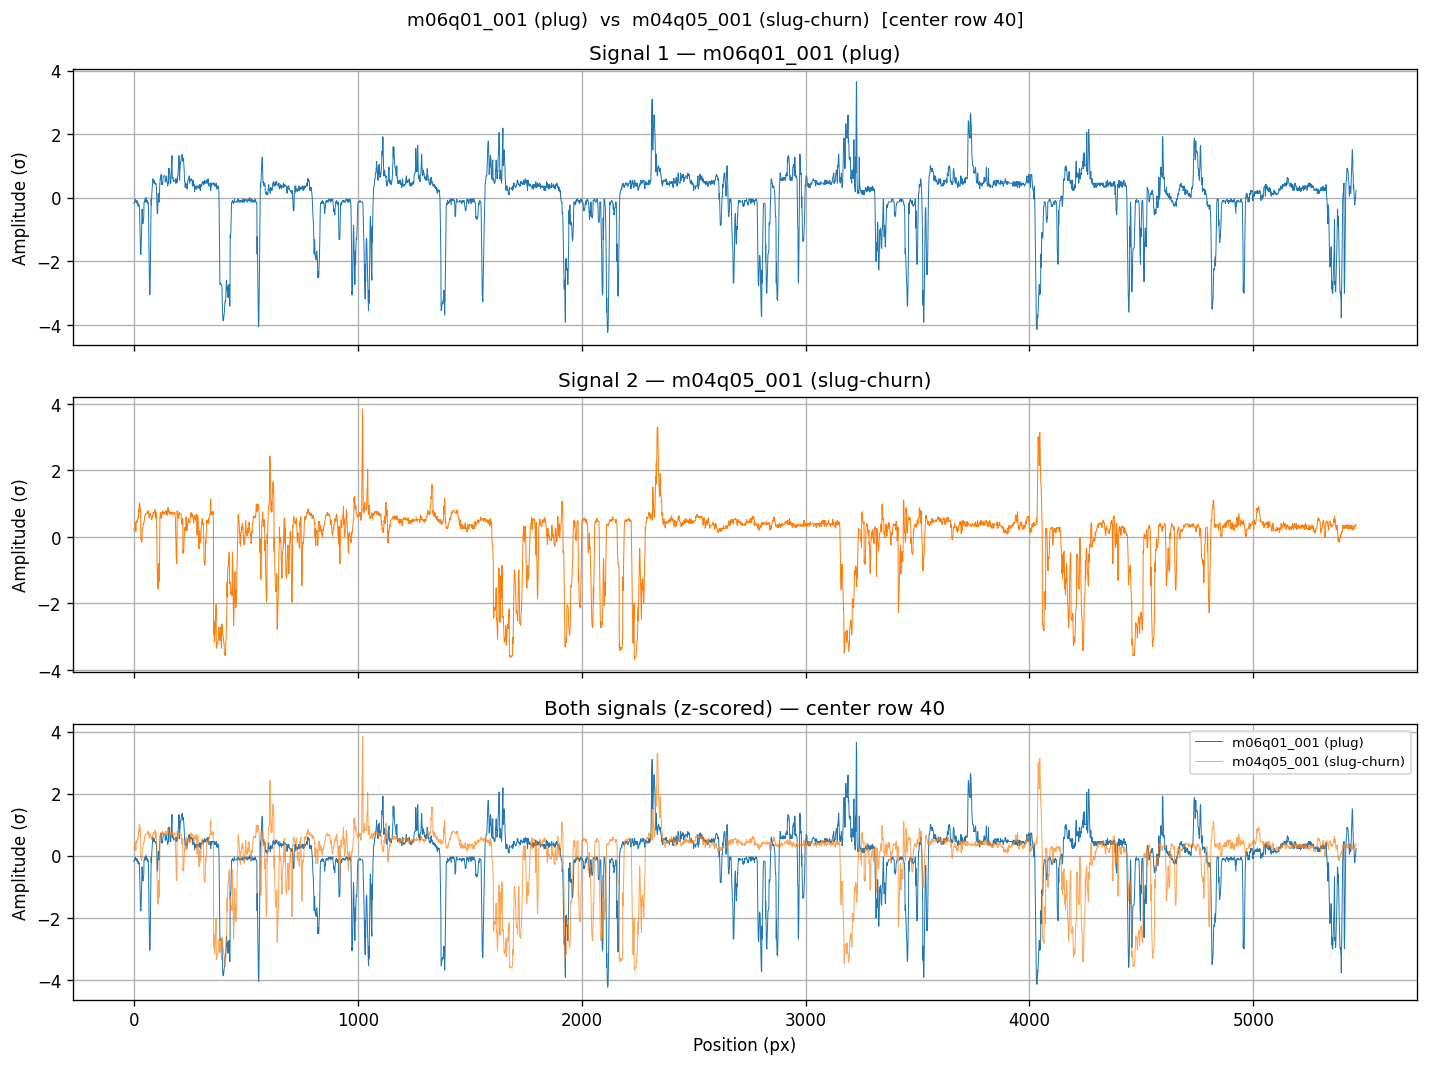 m06q01_001 (plug)  vs  m04q05_001 (slug-churn)  [center row 40]
Signal 1 — m06q01_001 (plug)
4
2
0
−2
−4
Amplitude (σ)
Signal 2 — m04q05_001 (slug-churn)
4
2
0
−2
−4
Amplitude (σ)
Both signals (z-scored) — center row 40
m06q01_001 (plug)
m04q05_001 (slug-churn)
4
2
0
−2
−4
Amplitude (σ)
0 1000 2000 3000 4000 5000
Position (px)